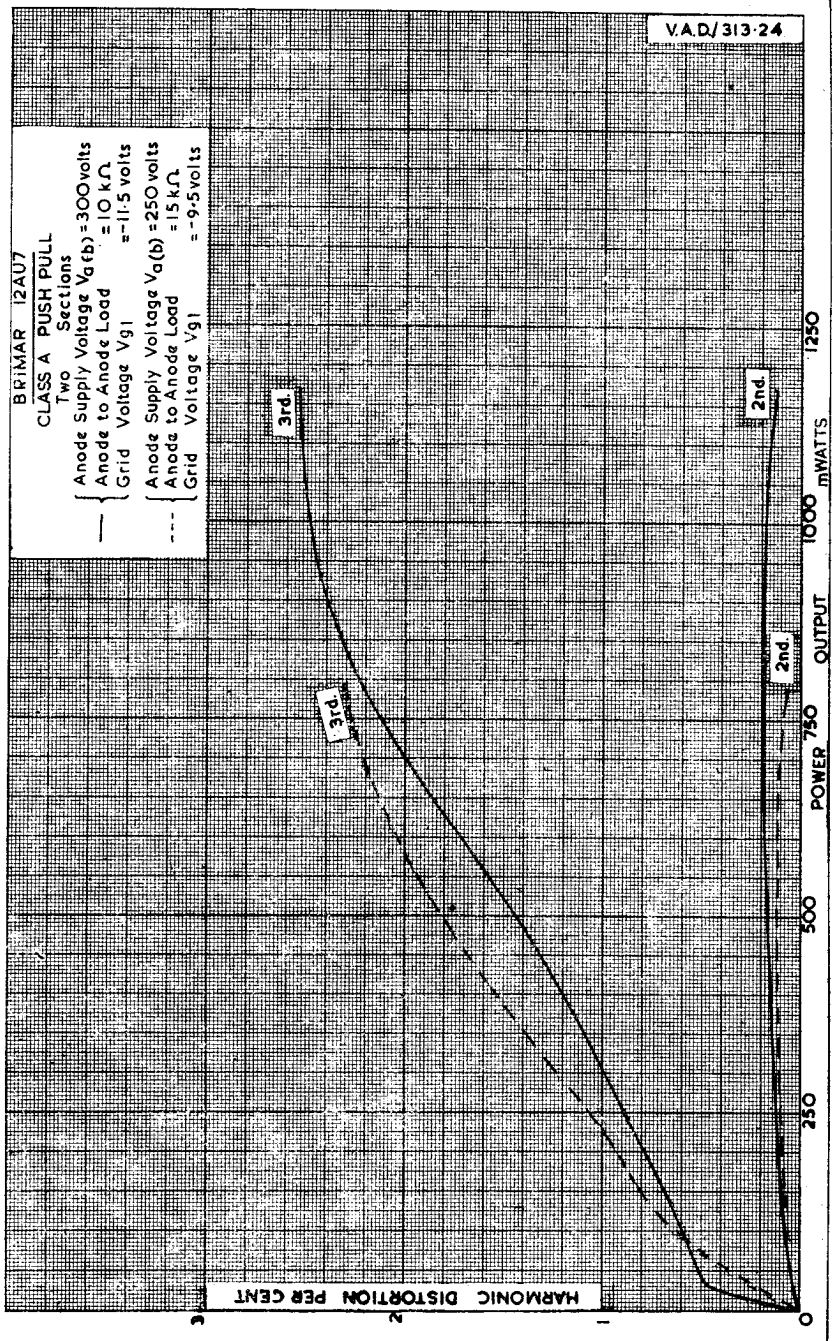 V.A.D./313·24
BRIMAR 12AU7
CLASS A PUSH PULL
Two Sections
Anode Supply Voltage Va(b) = 300 volts
Anode to Anode Load = 10 kΩ
Grid Voltage Vg1 = -11·5 volts
Anode Supply Voltage Va(b) = 250 volts
Anode to Anode Load = 15 kΩ
Grid Voltage Vg1 = -9·5 volts
3rd.
3rd.
2nd.
2nd.
HARMONIC DISTORTION PER CENT
3
2
1
0
250
500
750
1000
1250
POWER OUTPUT mWATTS